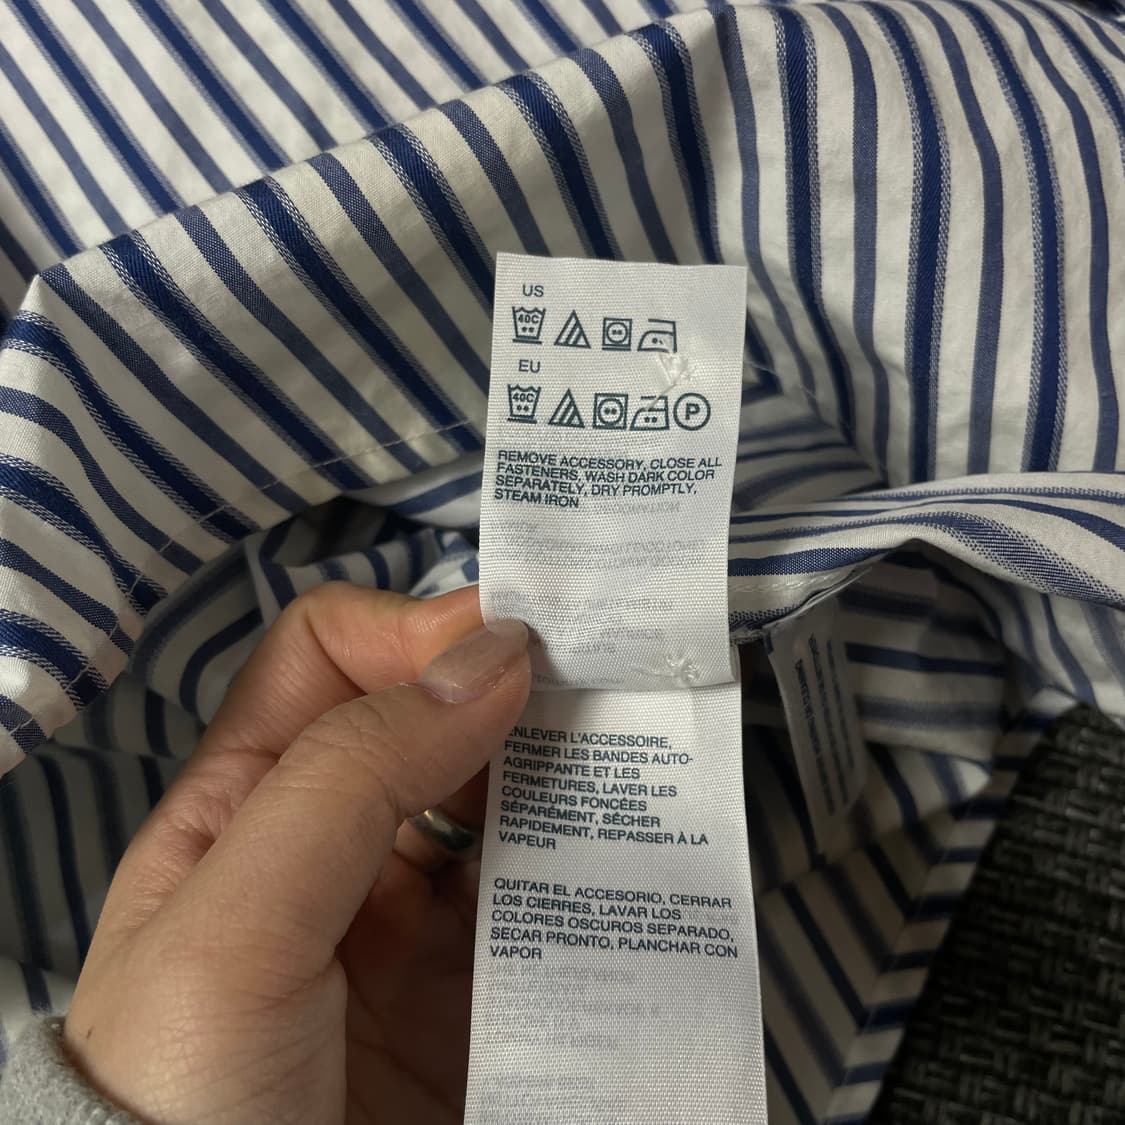 US
40C
EU
40C
P
REMOVE ACCESSORY, CLOSE ALL
FASTENERS, WASH DARK COLOR
SEPARATELY, DRY PROMPTLY,
STEAM IRON
ENLEVER L'ACCESSOIRE,
FERMER LES BANDES AUTO-
AGRIPPANTE ET LES
FERMETURES, LAVER LES
COULEURS FONCÉES
SÉPARÉMENT, SÉCHER
RAPIDEMENT, REPASSER À LA
VAPEUR
QUITAR EL ACCESORIO, CERRAR
LOS CIERRES, LAVAR LOS
COLORES OSCUROS SEPARADO,
SECAR PRONTO, PLANCHAR CON
VAPOR